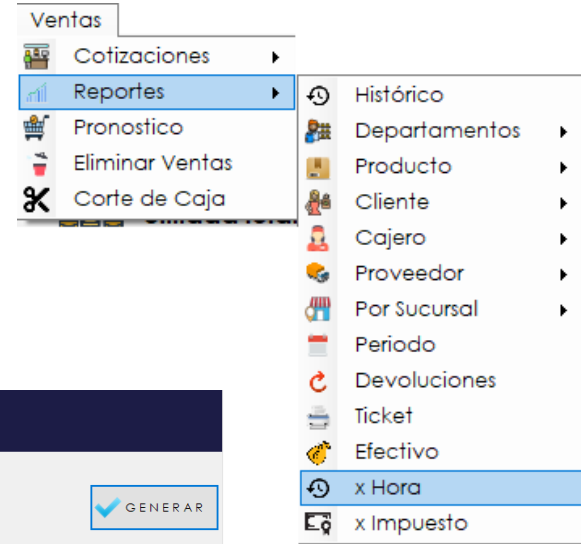 Ventas
Cotizaciones
Reportes
Pronostico
Eliminar Ventas
Corte de Caja
Histórico
Departamentos
Producto
Cliente
Cajero
Proveedor
Por Sucursal
Periodo
Devoluciones
Ticket
Efectivo
x Hora
x Impuesto
GENERAR